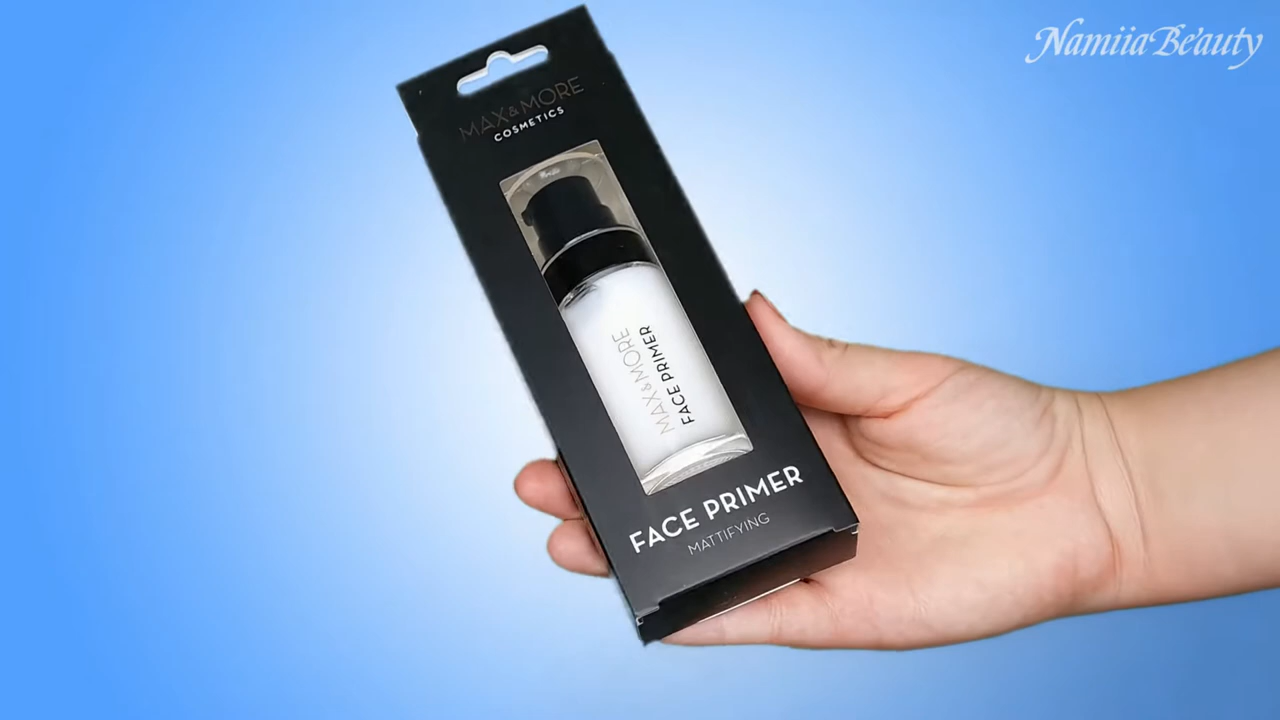 NamiiaBeauty
MAX&MORE
COSMETICS
MAX&MORE
FACE PRIMER
FACE PRIMER
MATTIFYING